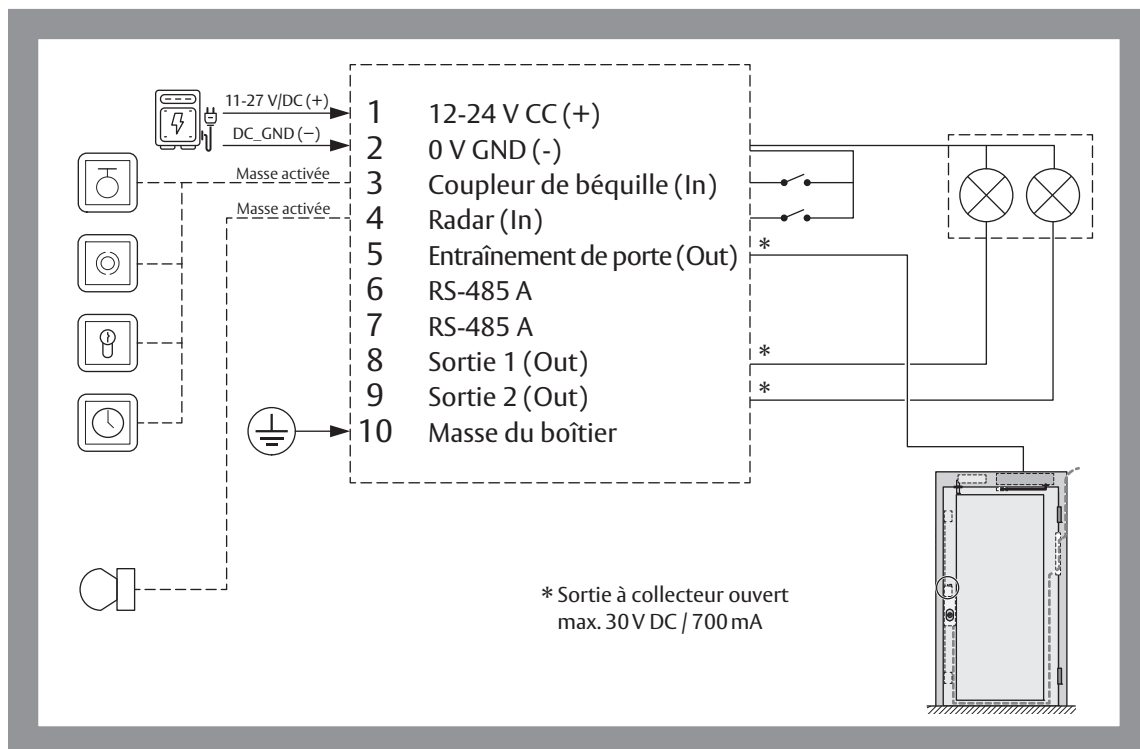 11-27 V/DC (+)
DC_GND (−)
Masse activée
Masse activée
1 12-24 V CC (+)
2 0 V GND (-)
3 Coupleur de béquille (In)
4 Radar (In)
5 Entraînement de porte (Out)
6 RS-485 A
7 RS-485 A
8 Sortie 1 (Out)
9 Sortie 2 (Out)
10 Masse du boîtier
*
*
*
* Sortie à collecteur ouvert
max. 30 V DC / 700 mA